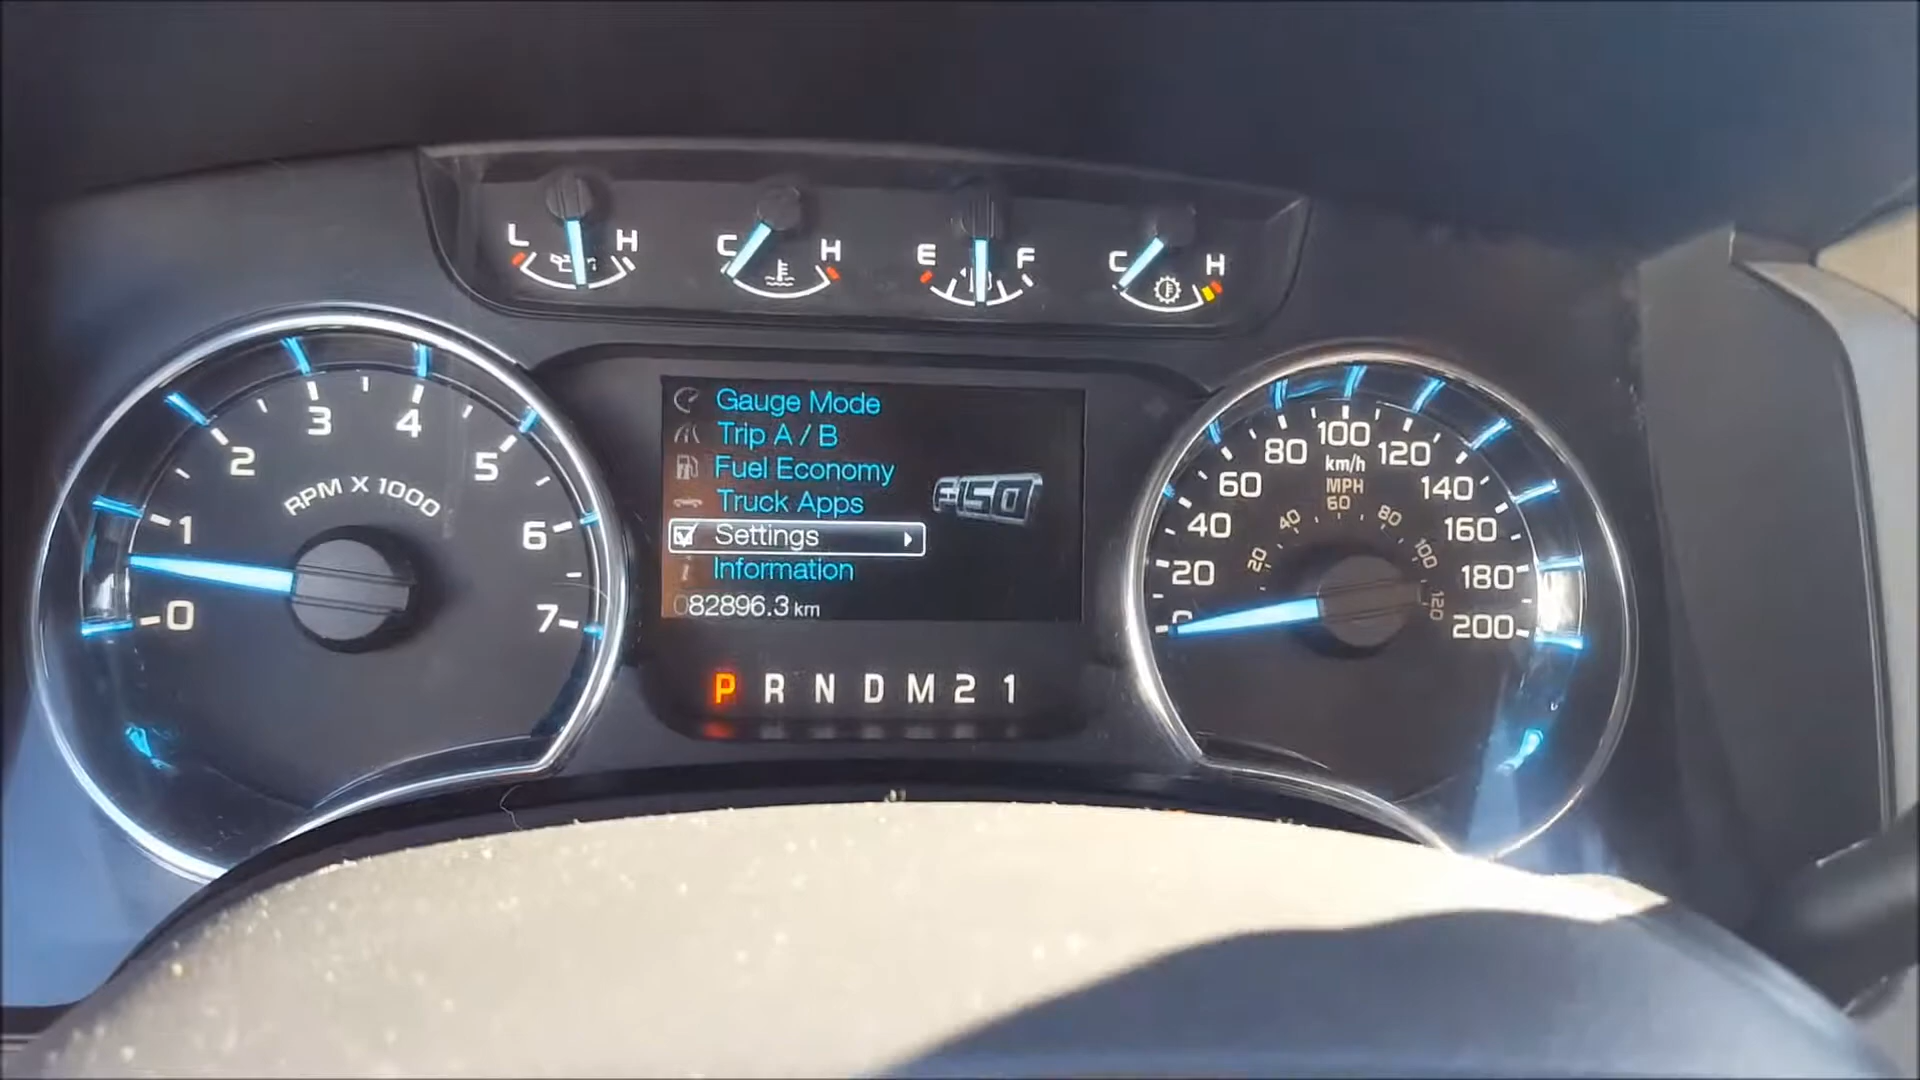 L H
C H
E F
C H
0 1 2 3 4 5 6 7
RPM X 1000
Gauge Mode
Trip A / B
Fuel Economy
Truck Apps
Settings
Information
082896.3 km
F-150
P R N D M 2 1
0 20 40 60 80 100 120 140 160 180 200
km/h
MPH
20 40 60 80 100 120